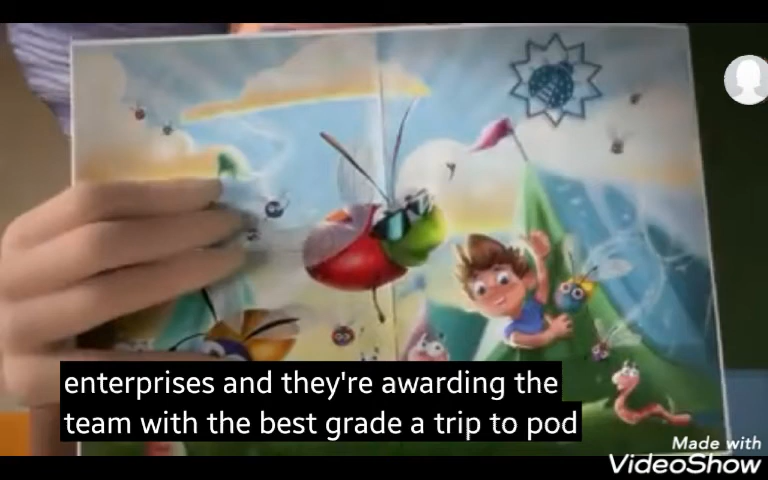 enterprises and they're awarding the
team with the best grade a trip to pod
Made with
VideoShow